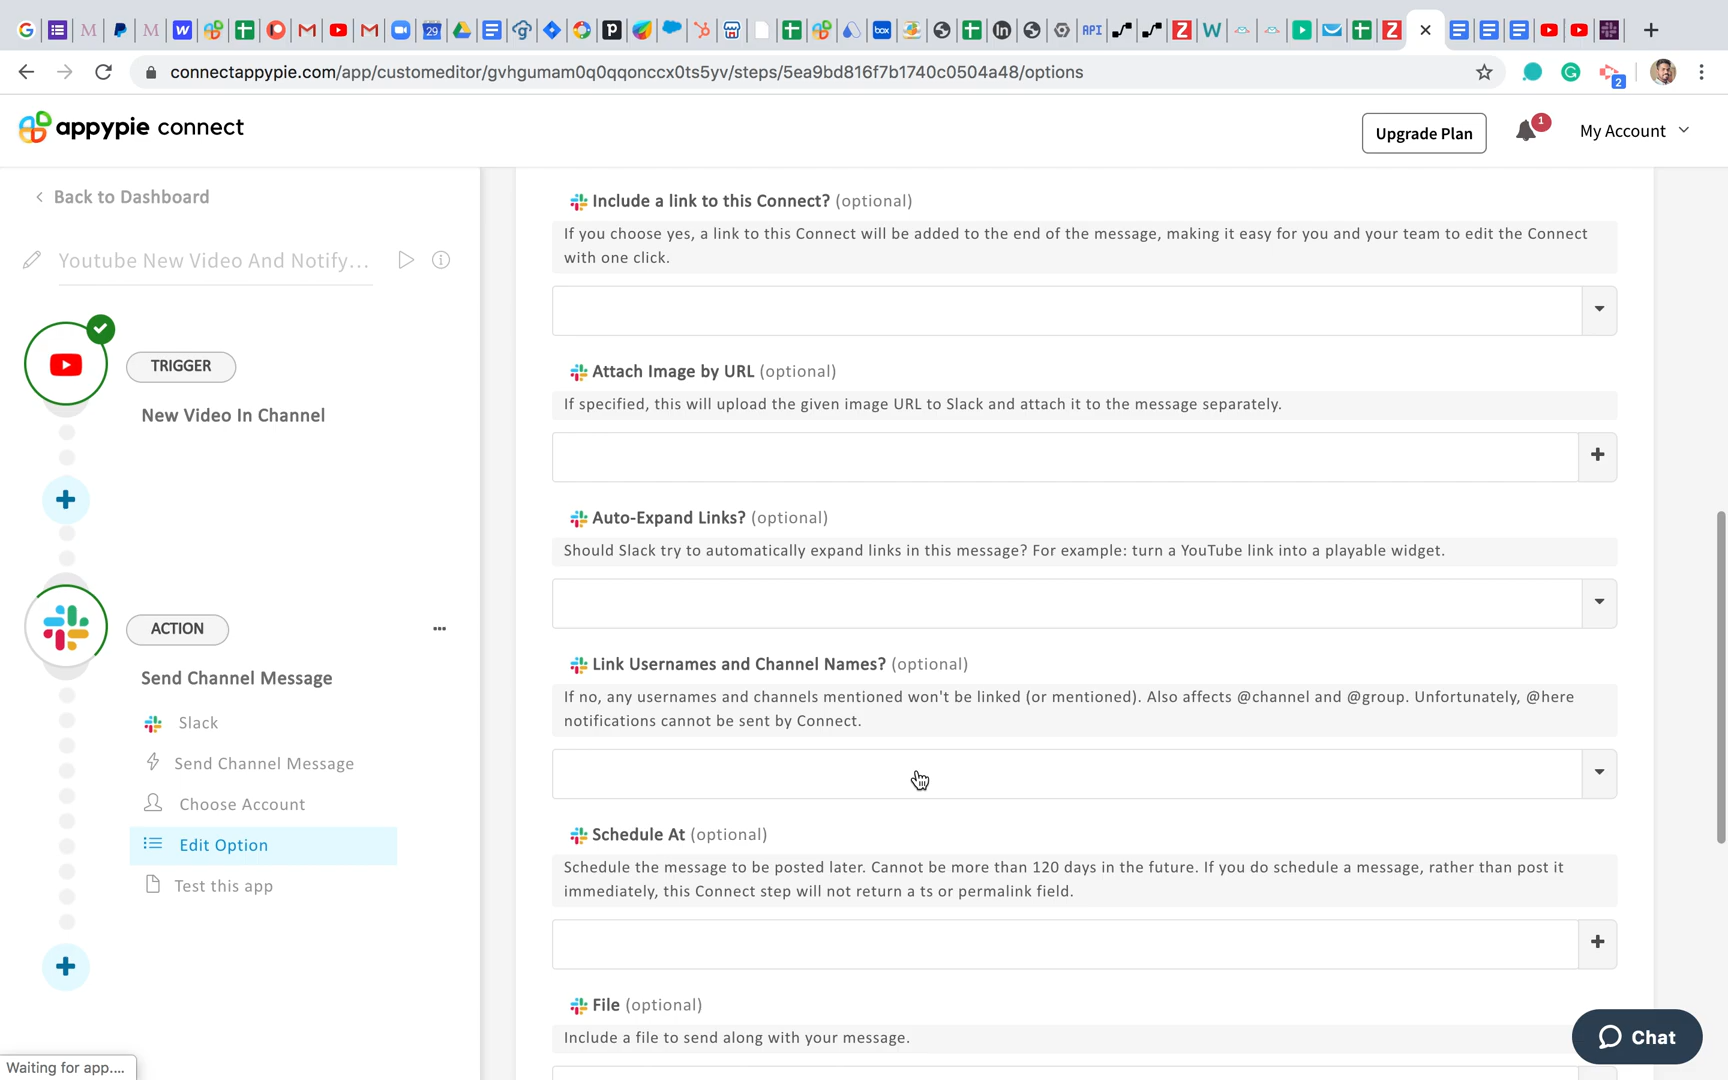 connectappypie.com/app/customeditor/gvhgumam0q0qqonccx0ts5yv/steps/5ea9bd816f7b1740c0504a48/options
2
appypie connect
Upgrade Plan
1
My Account
Back to Dashboard
Youtube New Video And Notify...
TRIGGER
New Video In Channel
ACTION
...
Send Channel Message
Slack
Send Channel Message
Choose Account
Edit Option
Test this app
Include a link to this Connect? (optional)
If you choose yes, a link to this Connect will be added to the end of the message, making it easy for you and your team to edit the Connect
with one click.
Attach Image by URL (optional)
If specified, this will upload the given image URL to Slack and attach it to the message separately.
Auto-Expand Links? (optional)
Should Slack try to automatically expand links in this message? For example: turn a YouTube link into a playable widget.
Link Usernames and Channel Names? (optional)
If no, any usernames and channels mentioned won't be linked (or mentioned). Also affects @channel and @group. Unfortunately, @here
notifications cannot be sent by Connect.
Schedule At (optional)
Schedule the message to be posted later. Cannot be more than 120 days in the future. If you do schedule a message, rather than post it
immediately, this Connect step will not return a ts or permalink field.
File (optional)
Include a file to send along with your message.
Chat
Waiting for app....